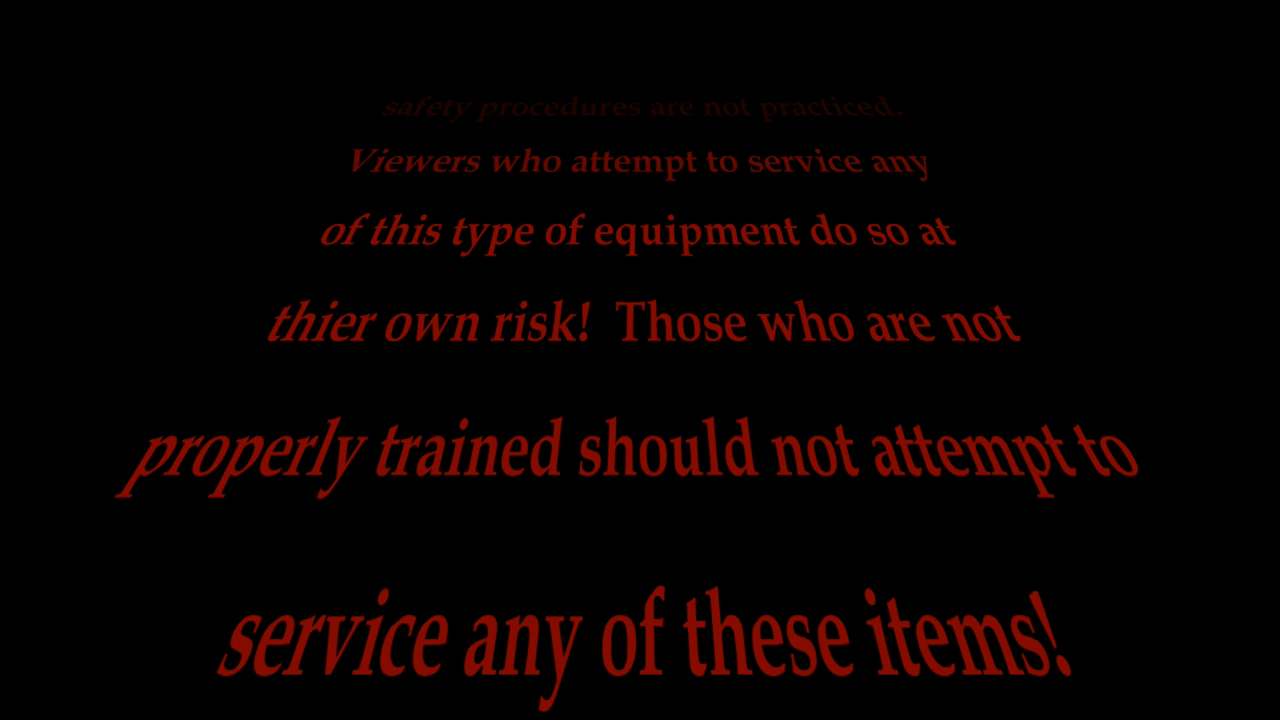 safety procedures are not practiced.
Viewers who attempt to service any
of this type of equipment do so at
thier own risk!  Those who are not
properly trained should not attempt to
service any of these items!